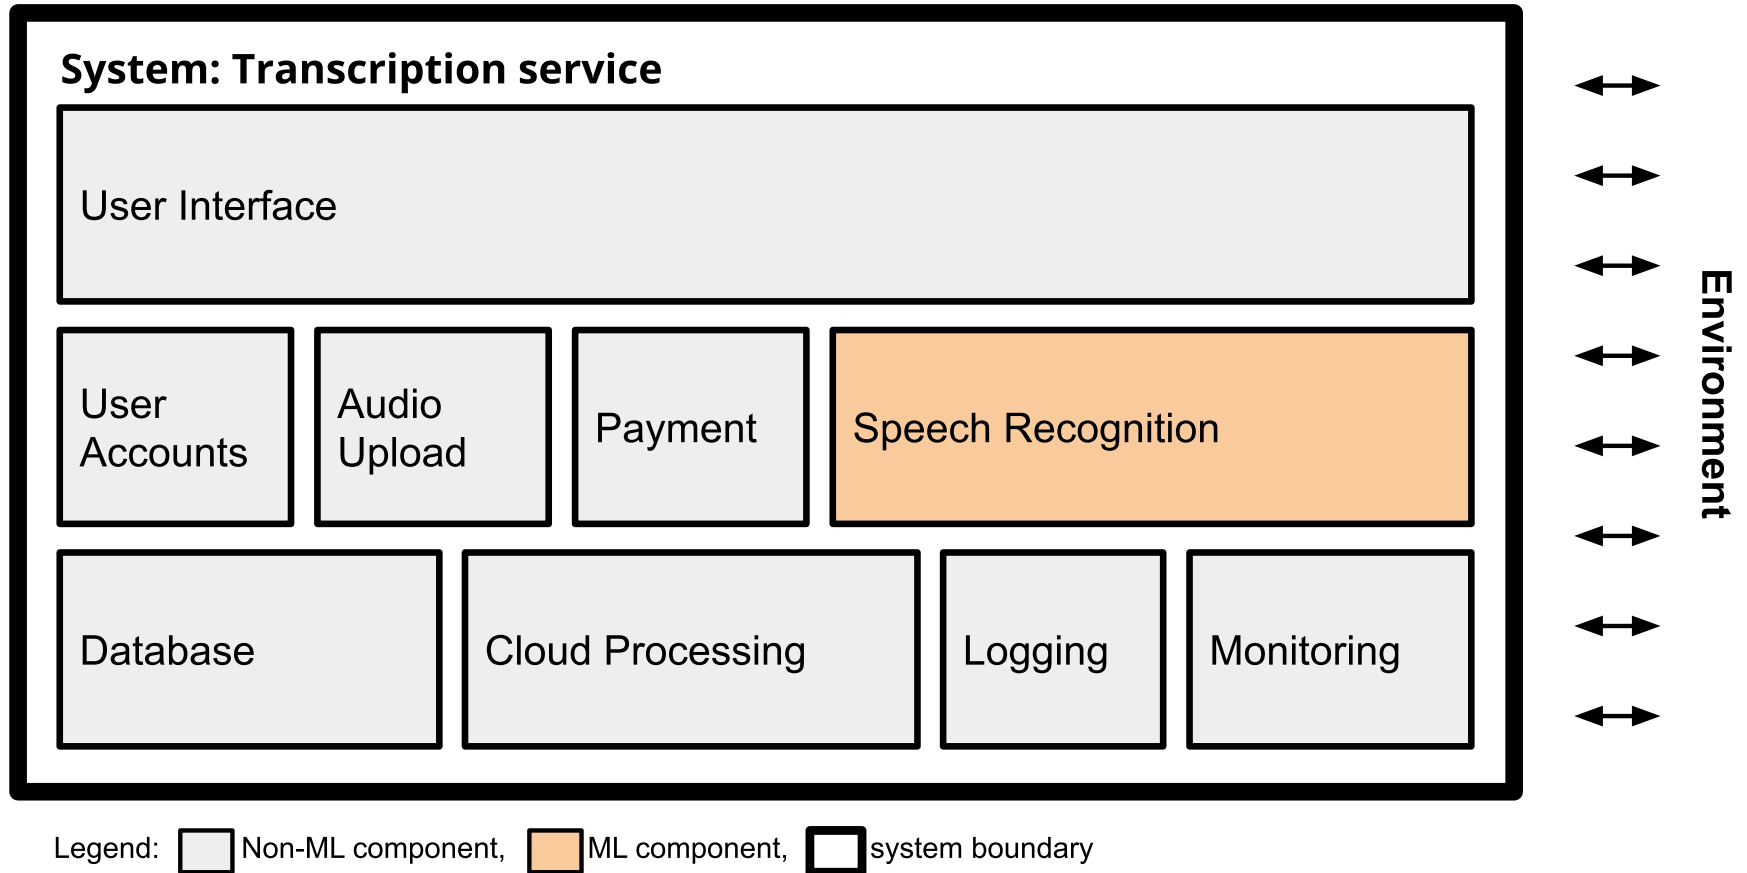 System: Transcription service
User Interface
User
Accounts
Audio
Upload
Payment
Speech Recognition
Database
Cloud Processing
Logging
Monitoring
Environment
Legend: Non-ML component, ML component, system boundary